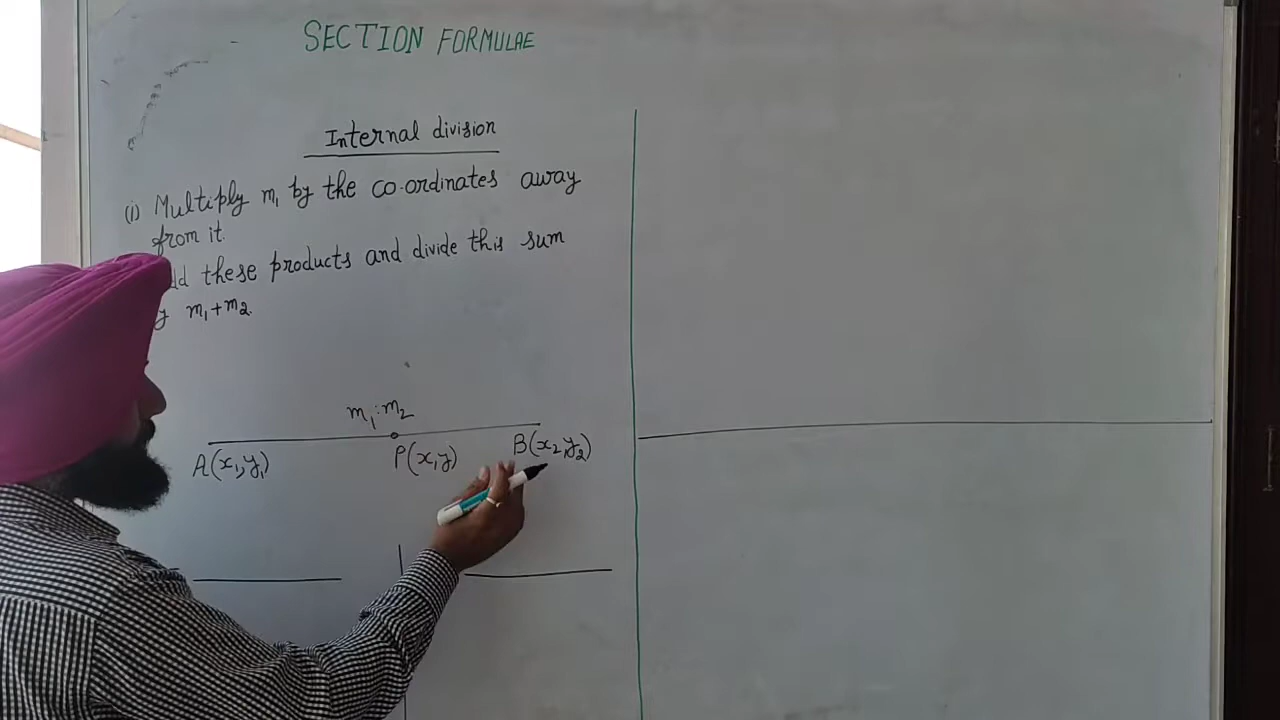 SECTION FORMULAE
Internal division
(i) Multiply m₁ by the co-ordinates away
from it.
these products and divide this sum
m₁+m₂.
m₁:m₂
A(x₁,y₁) P(x,y) B(x₂,y₂)